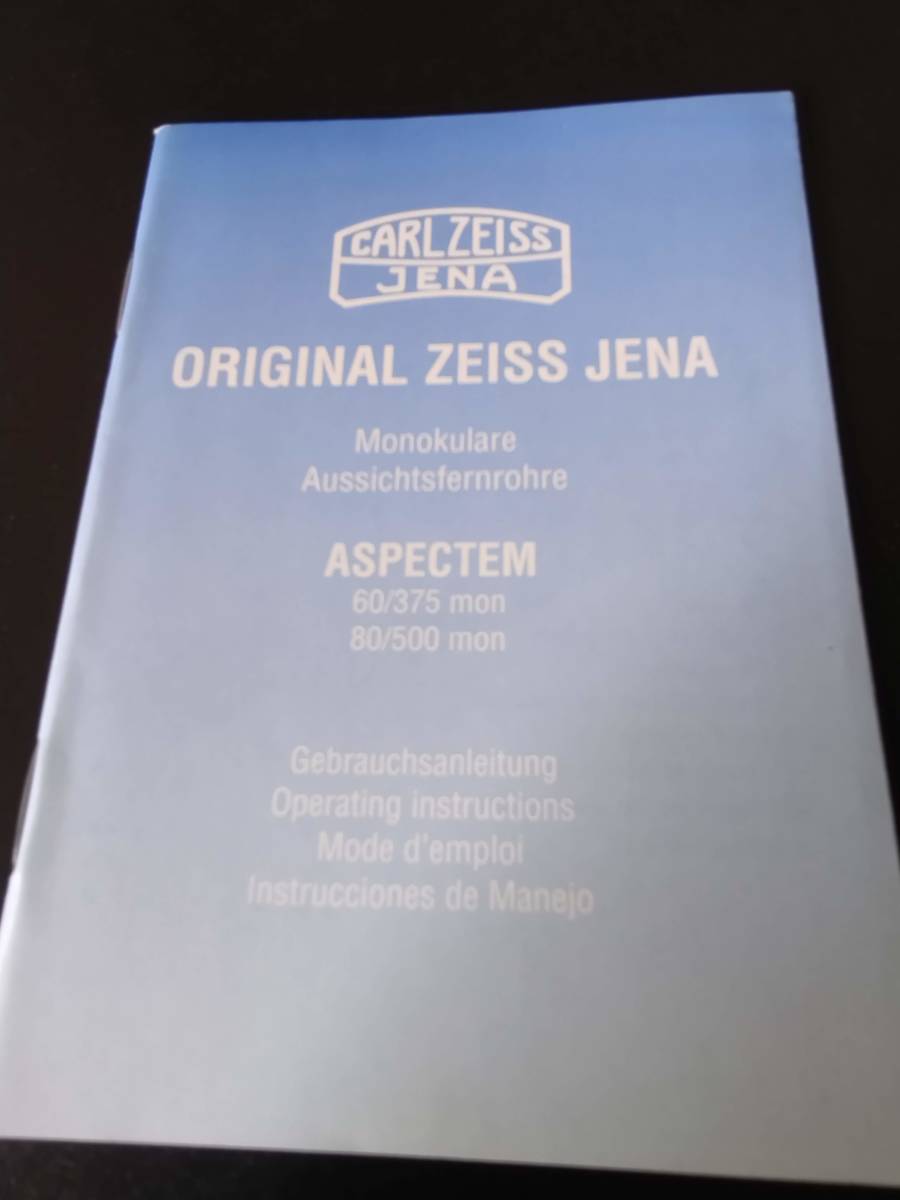 CARL ZEISS
JENA
ORIGINAL ZEISS JENA
Monokulare
Aussichtsfernrohre
ASPECTEM
60/375 mon
80/500 mon
Gebrauchsanleitung
Operating instructions
Mode d'emploi
Instrucciones de Manejo